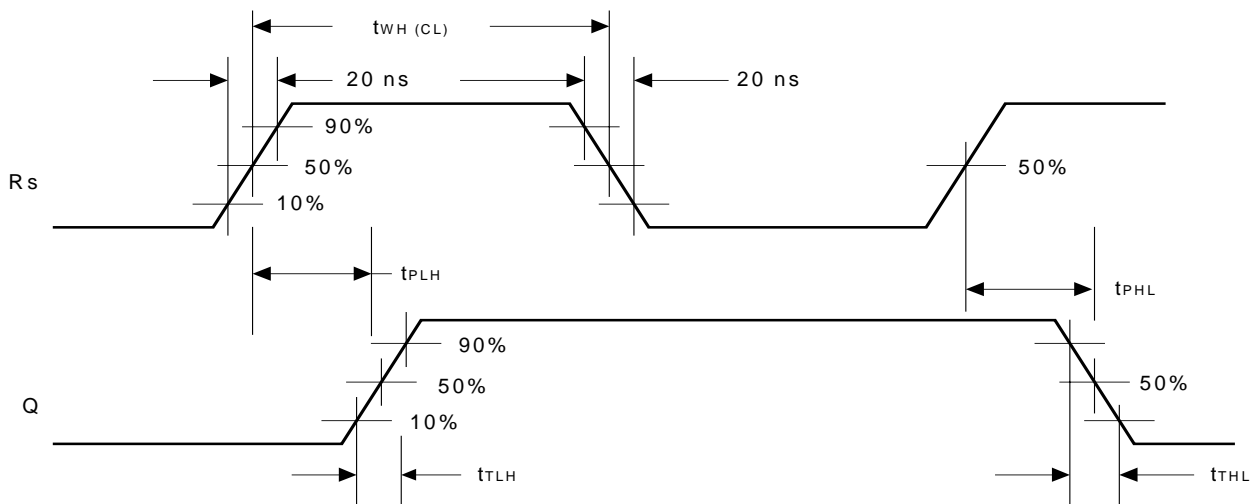 tWH (CL)
20 ns
20 ns
90%
50%
10%
50%
Rs
tPLH
tPHL
90%
50%
10%
50%
Q
tTLH
tTHL